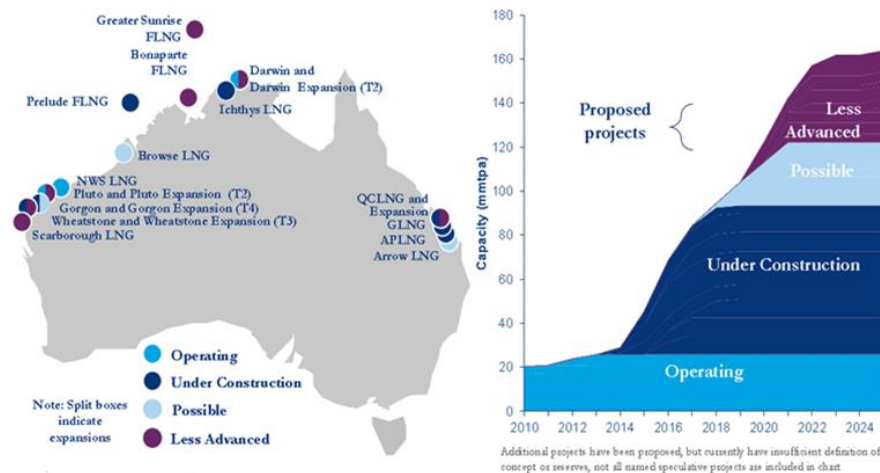 Greater Sunrise
FLNG
Bonaparte
FLNG
Prelude FLNG
Darwin and
Darwin Expansion (T2)
Ichthys LNG
Browse LNG
NWS LNG
Pluto and Pluto Expansion (T2)
Gorgon and Gorgon Expansion (T4)
Wheatstone and Wheatstone Expansion (T3)
Scarborough LNG
QCLNG and
Expansion
GLNG
APLNG
Arrow LNG
Operating
Under Construction
Possible
Less Advanced
Note: Split boxes
indicate
expansions
Capacity (mmtpa)
180
160
140
120
100
80
60
40
20
0
Proposed
projects
Less
Advanced
Possible
Under Construction
Operating
2010 2012 2014 2016 2018 2020 2022 2024
Additional projects have been proposed, but currently have insufficient definition of
concept or reserves, not all named speculative projects are included in chart